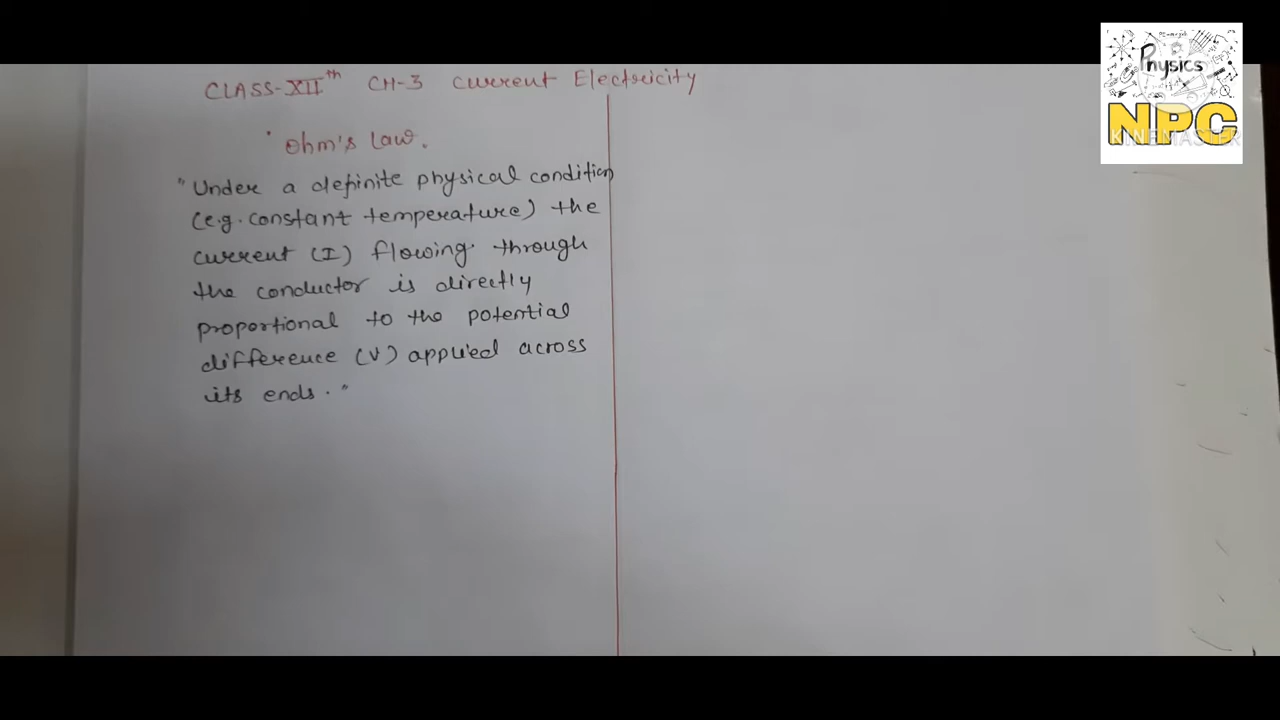 CLASS-XIIth CH-3 Current Electricity
Ohm's Law.
"Under a definite physical condition
(e.g. constant temperature) the
current (I) flowing through
the conductor is directly
proportional to the potential
difference (V) applied across
its ends."
Physics
NPC
KINEMASTER